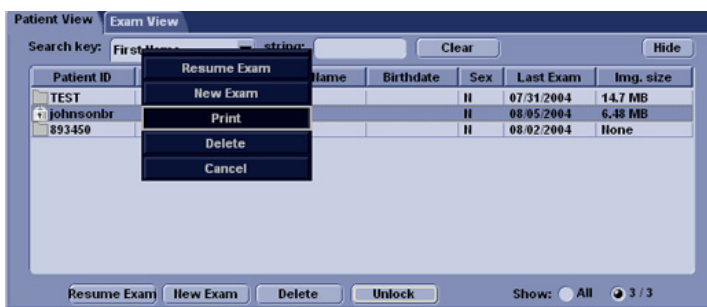 Patient View Exam View
Search key: First Name string: Clear Hide
Patient ID Name Birthdate Sex Last Exam Img. size
Resume Exam
New Exam
Print
Delete
Cancel
TEST N 07/31/2004 14.7 MB
johnsonbr N 08/05/2004 6.48 MB
893450 N 08/02/2004 None
Resume Exam New Exam Delete Unlock Show: All 3 / 3